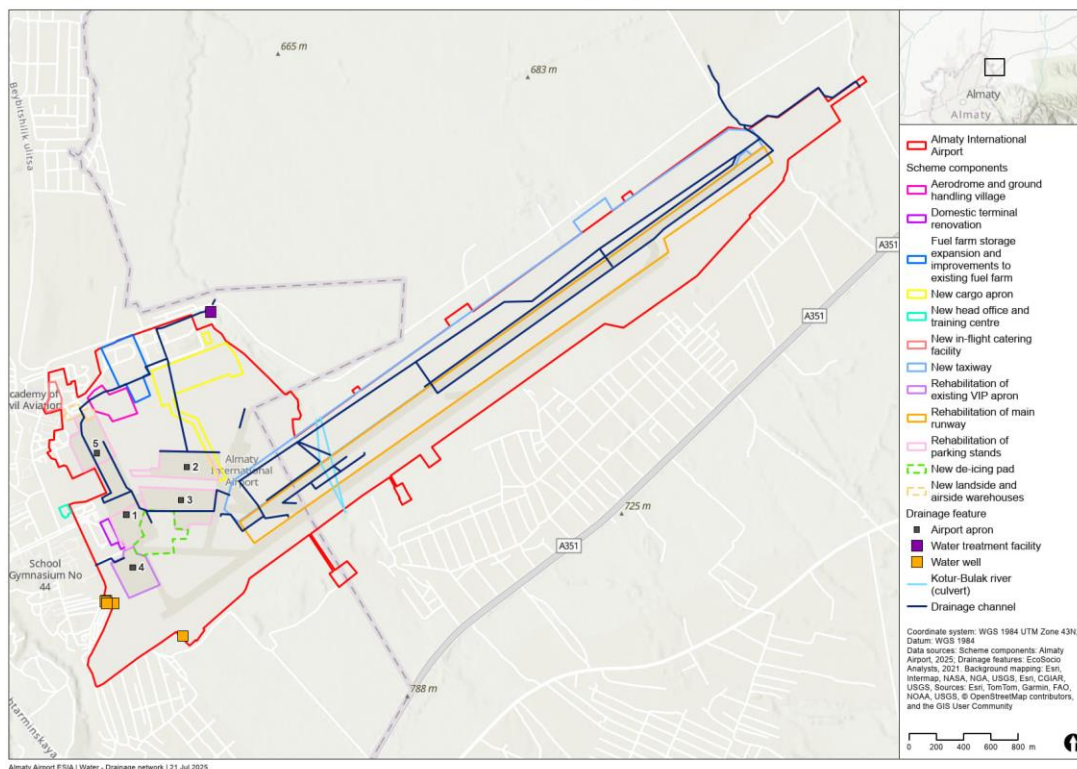 665 m
683 m
Beybitshilik ulitsa
A351
A351
A351
cademy of
vil Aviation
5
2
3
1
4
Almaty
International
Airport
School
Gymnasium No
44
725 m
788 m
htarminskaya
Almaty
Almaty
Almaty International
Airport
Scheme components
Aerodrome and ground
handling village
Domestic terminal
renovation
Fuel farm storage
expansion and
improvements to
existing fuel farm
New cargo apron
New head office and
training centre
New in-flight catering
facility
New taxiway
Rehabilitation of
existing VIP apron
Rehabilitation of main
runway
Rehabilitation of
parking stands
New de-icing pad
New landside and
airside warehouses
Drainage feature
Airport apron
Water treatment facility
Water well
Kotur-Bulak river
(culvert)
Drainage channel
Coordinate system: WGS 1984 UTM Zone 43N;
Datum: WGS 1984
Data sources: Scheme components: Almaty
Airport, 2025; Drainage features: EcoSocio
Analysts, 2021. Background mapping: Esri,
Intermap, NASA, NGA, USGS, Esri, CGIAR,
USGS, Sources: Esri, TomTom, Garmin, FAO,
NOAA, USGS, © OpenStreetMap contributors,
and the GIS User Community
0 200 400 600 800 m
Almaty Airport ESIA | Water - Drainage network | 21 Jul 2025